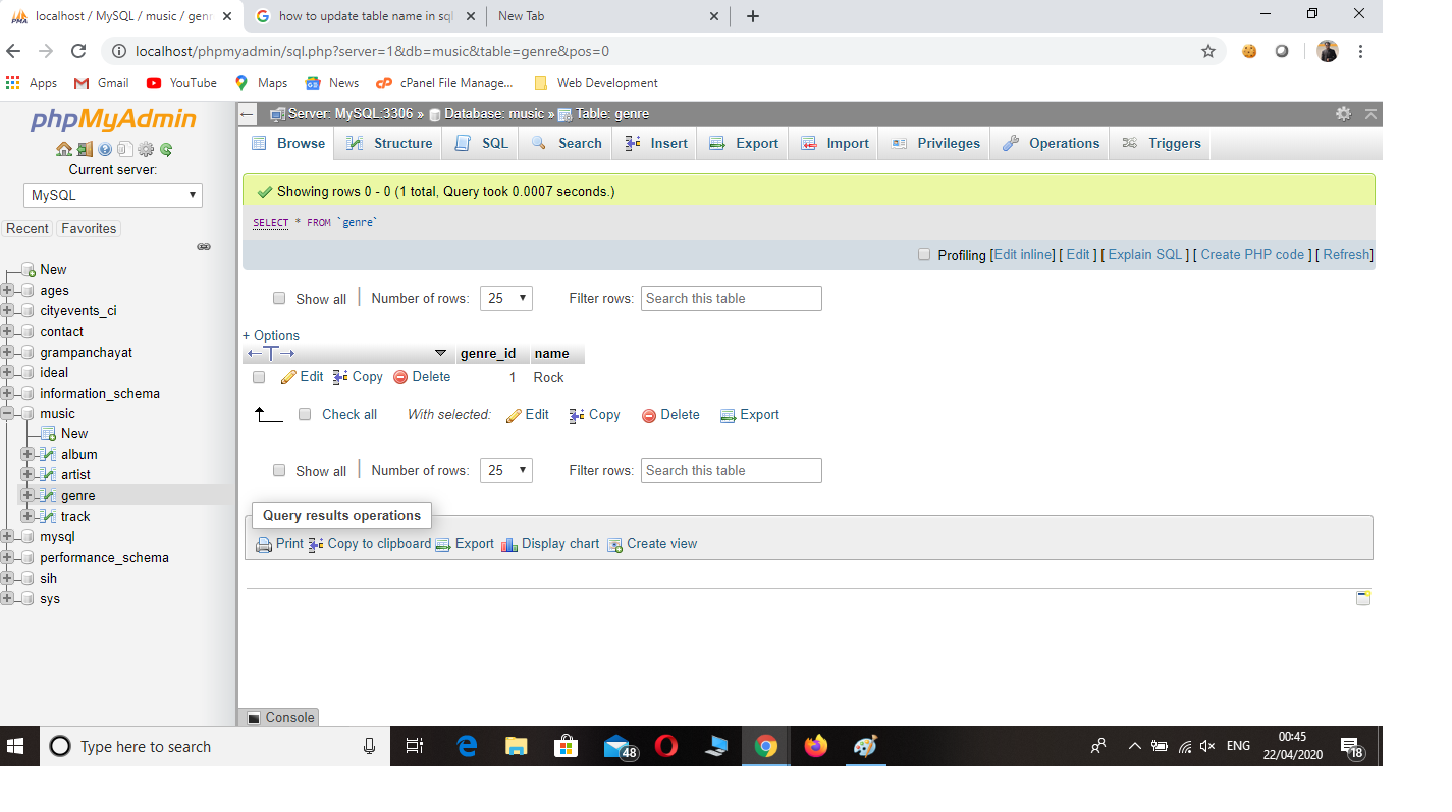 localhost / MySQL / music / genr
how to update table name in sql
New Tab
localhost/phpmyadmin/sql.php?server=1&db=music&table=genre&pos=0
Apps Gmail YouTube Maps News cPanel File Manage... Web Development
phpMyAdmin
Current server:
MySQL
Recent Favorites
New
ages
cityevents_ci
contact
grampanchayat
ideal
information_schema
music
New
album
artist
genre
track
mysql
performance_schema
sih
sys
Server: MySQL:3306 » Database: music » Table: genre
Browse Structure SQL Search Insert Export Import Privileges Operations Triggers
Showing rows 0 - 0 (1 total, Query took 0.0007 seconds.)
SELECT * FROM `genre`
Profiling [Edit inline] [ Edit ] [ Explain SQL ] [ Create PHP code ] [ Refresh]
Show all Number of rows: 25 Filter rows: Search this table
+ Options
←T→ genre_id name
Edit Copy Delete 1 Rock
Check all With selected: Edit Copy Delete Export
Show all Number of rows: 25 Filter rows: Search this table
Query results operations
Print Copy to clipboard Export Display chart Create view
Console
Type here to search
48
ENG
00:45
22/04/2020
18